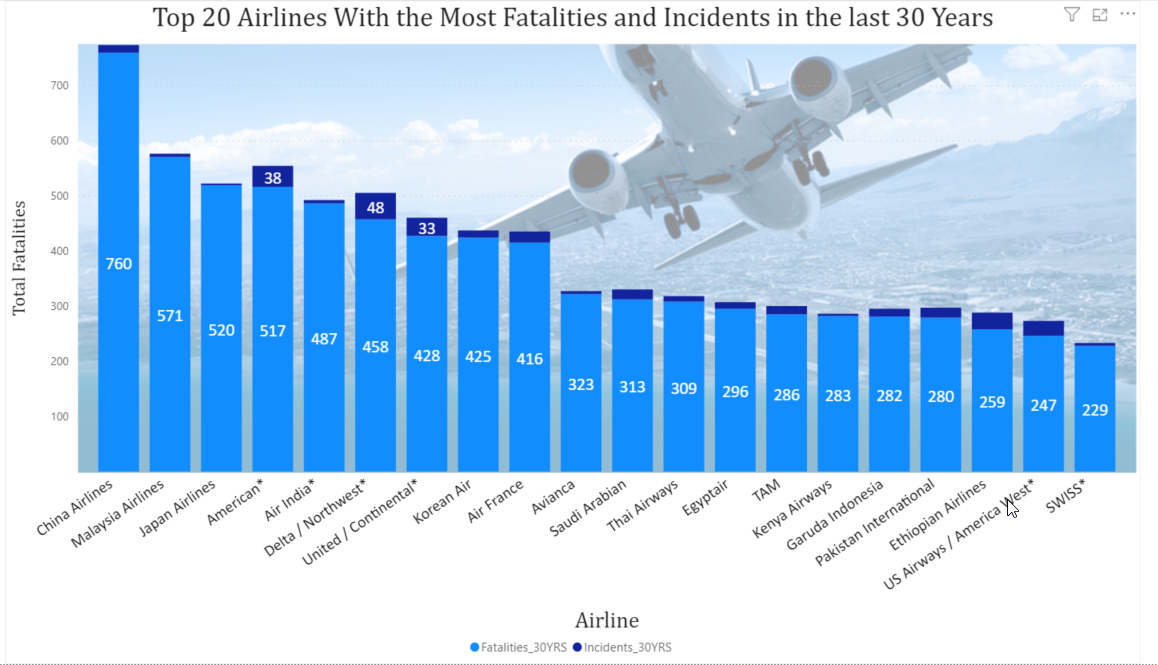 Top 20 Airlines With the Most Fatalities and Incidents in the last 30 Years
Total Fatalities
700
600
500
400
300
200
100
760
571
520
38
517
487
48
458
33
428
425
416
323
313
309
296
286
283
282
280
259
247
229
China Airlines
Malaysia Airlines
Japan Airlines
American*
Air India*
Delta / Northwest*
United / Continental*
Korean Air
Air France
Avianca
Saudi Arabian
Thai Airways
Egyptair
TAM
Kenya Airways
Garuda Indonesia
Pakistan International
Ethiopian Airlines
US Airways / America West*
SWISS*
Airline
Fatalities_30YRS Incidents_30YRS